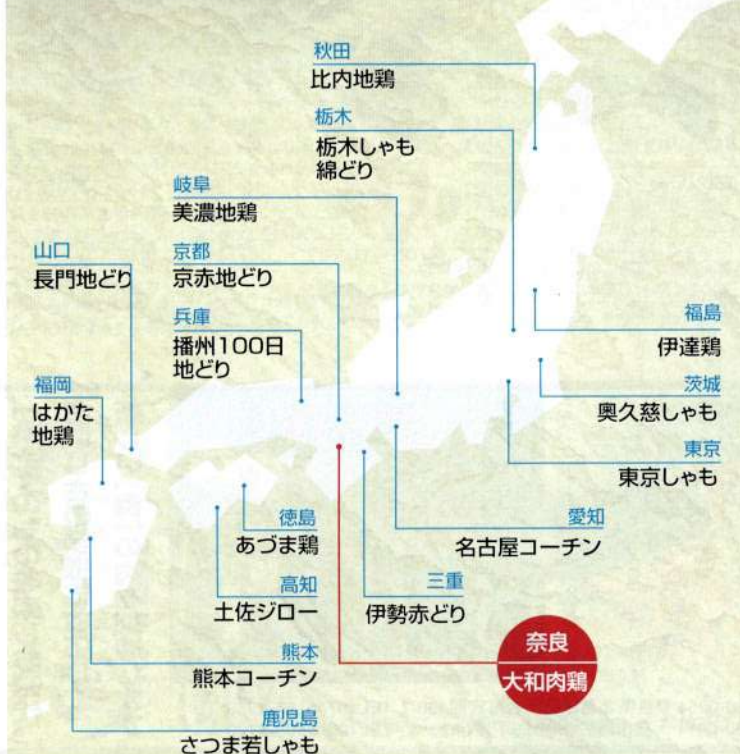 秋田
比内地鶏
栃木
栃木しゃも
綿どり
岐阜
美濃地鶏
山口
長門地どり
京都
京赤地どり
兵庫
播州100日
地どり
福岡
はかた
地鶏
福島
伊達鶏
茨城
奥久慈しゃも
東京
東京しゃも
徳島
あづま鶏
愛知
名古屋コーチン
高知
土佐ジロー
三重
伊勢赤どり
奈良
大和肉鶏
熊本
熊本コーチン
鹿児島
さつま若しゃも